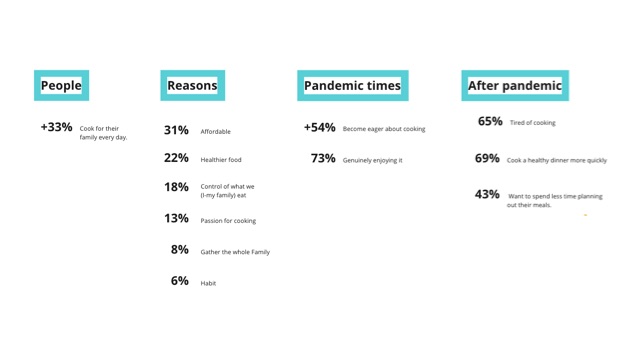 People
+33% Cook for their
family every day.
Reasons
31% Affordable
22% Healthier food
18% Control of what we
(I-my family) eat
13% Passion for cooking
8% Gather the whole Family
6% Habit
Pandemic times
+54% Become eager about cooking
73% Genuinely enjoying it
After pandemic
65% Tired of cooking
69% Cook a healthy dinner more quickly
43% Want to spend less time planning
out their meals.